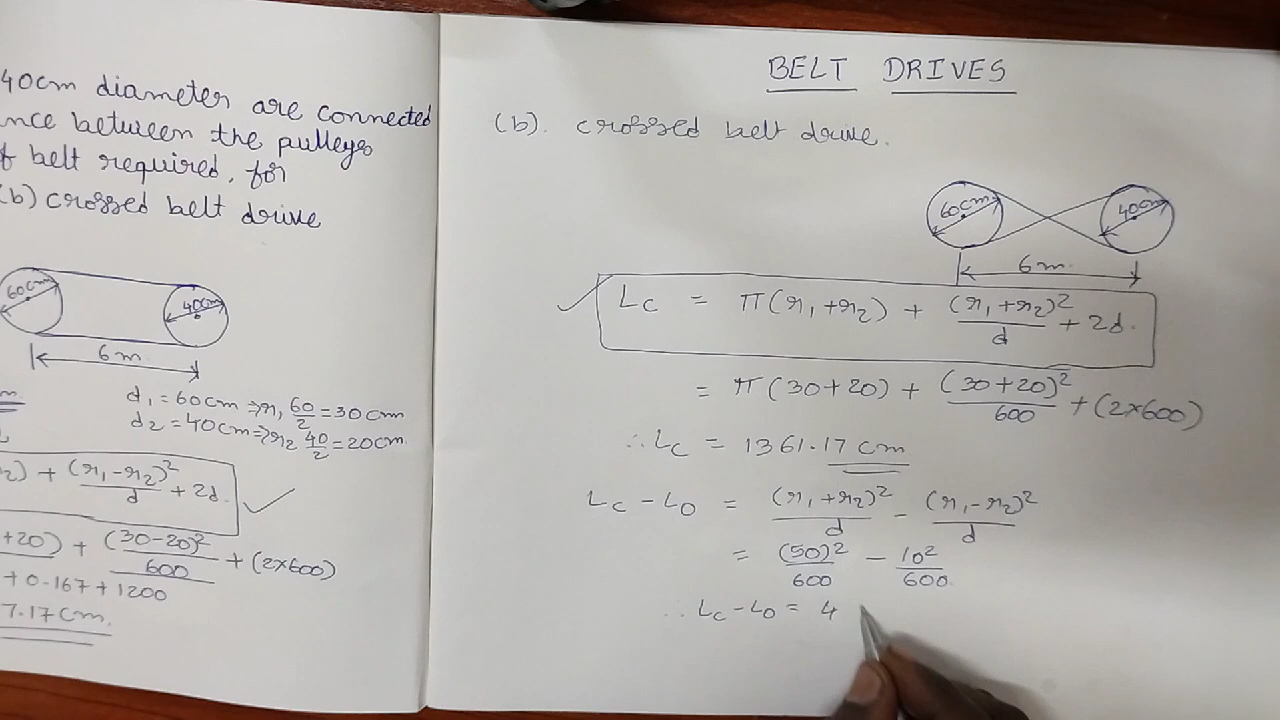 40cm diameter are connected
nce between the pulleys
f belt required, for
(b) crossed belt drive
60cm
40cm
6m
d1 = 60cm ⇒ r1 60/2 = 30cm
d2 = 40cm ⇒ r2 40/2 = 20cm
2) + (r1-r2)²/d + 2d.
+20) + (30-20)²/600 + (2×600)
+ 0.167 + 1200
7.17cm.
BELT DRIVES
(b). crossed belt drive.
60cm
40cm
6m.
Lc = π(r1+r2) + (r1+r2)²/d + 2d.
= π(30+20) + (30+20)²/600 + (2×600)
∴ Lc = 1361.17 cm
Lc - Lo = (r1+r2)²/d - (r1-r2)²/d
= (50)²/600 - 10²/600.
∴ Lc - Lo = 4